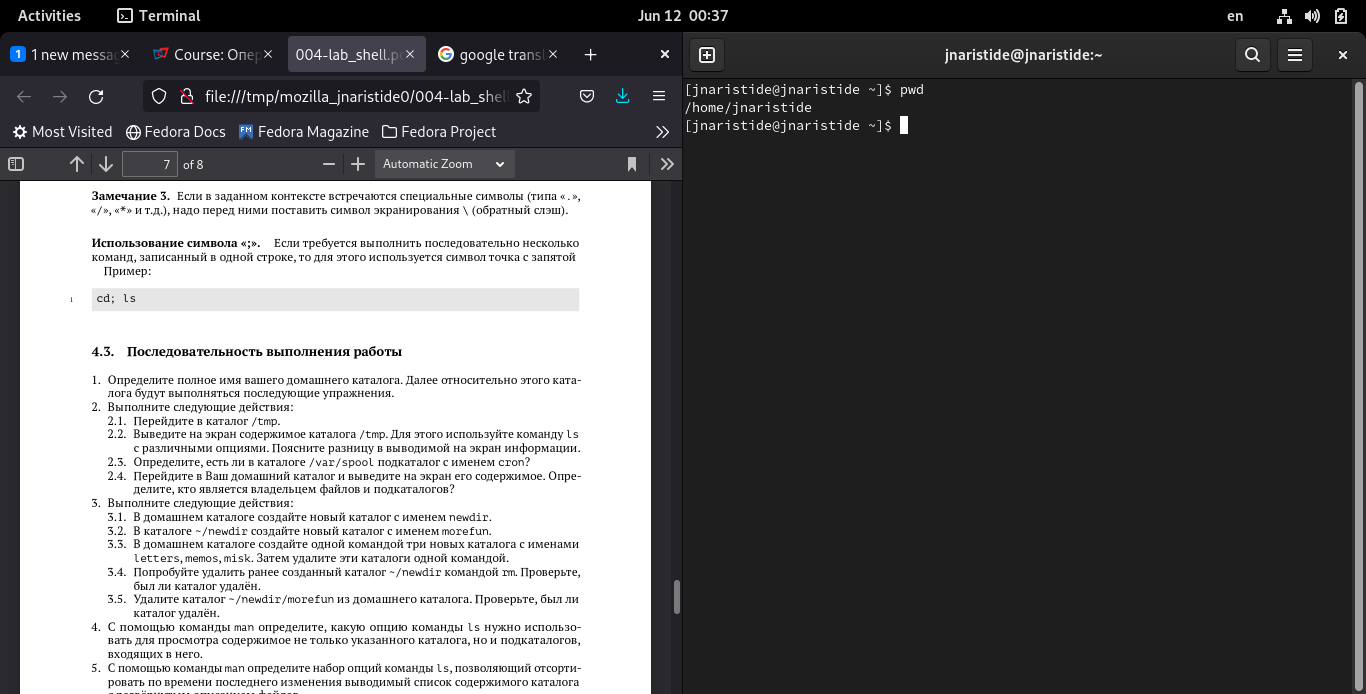 Activities Terminal Jun 12 00:37 en
1 1 new messa Course: Опер 004-lab_shell.p google transl
file:///tmp/mozilla_jnaristide0/004-lab_shel
Most Visited Fedora Docs FM Fedora Magazine Fedora Project
7 of 8 Automatic Zoom
Замечание 3. Если в заданном контексте встречаются специальные символы (типа «.»,
«/», «*» и т.д.), надо перед ними поставить символ экранирования \ (обратный слэш).
Использование символа «;». Если требуется выполнить последовательно несколько
команд, записанный в одной строке, то для этого используется символ точка с запятой
Пример:
1 cd; ls
4.3. Последовательность выполнения работы
1. Определите полное имя вашего домашнего каталога. Далее относительно этого ката-
лога будут выполняться последующие упражнения.
2. Выполните следующие действия:
2.1. Перейдите в каталог /tmp.
2.2. Выведите на экран содержимое каталога /tmp. Для этого используйте команду ls
с различными опциями. Поясните разницу в выводимой на экран информации.
2.3. Определите, есть ли в каталоге /var/spool подкаталог с именем cron?
2.4. Перейдите в Ваш домашний каталог и выведите на экран его содержимое. Опре-
делите, кто является владельцем файлов и подкаталогов?
3. Выполните следующие действия:
3.1. В домашнем каталоге создайте новый каталог с именем newdir.
3.2. В каталоге ~/newdir создайте новый каталог с именем morefun.
3.3. В домашнем каталоге создайте одной командой три новых каталога с именами
letters, memos, misk. Затем удалите эти каталоги одной командой.
3.4. Попробуйте удалить ранее созданный каталог ~/newdir командой rm. Проверьте,
был ли каталог удалён.
3.5. Удалите каталог ~/newdir/morefun из домашнего каталога. Проверьте, был ли
каталог удалён.
4. С помощью команды man определите, какую опцию команды ls нужно использо-
вать для просмотра содержимое не только указанного каталога, но и подкаталогов,
входящих в него.
5. С помощью команды man определите набор опций команды ls, позволяющий отсорти-
ровать по времени последнего изменения выводимый список содержимого каталога
jnaristide@jnaristide:~
[jnaristide@jnaristide ~]$ pwd
/home/jnaristide
[jnaristide@jnaristide ~]$